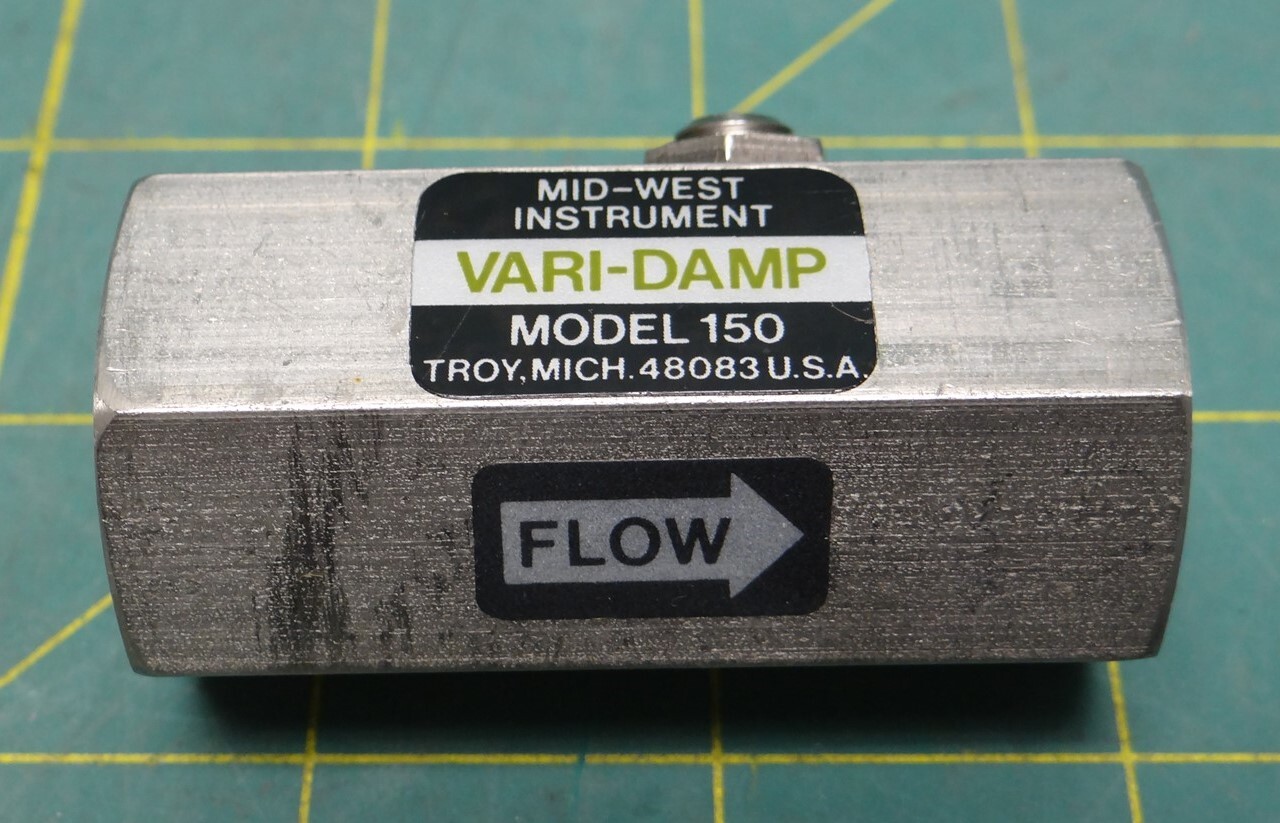 MID-WEST
INSTRUMENT
VARI-DAMP
MODEL 150
TROY, MICH. 48083 U.S.A.
FLOW